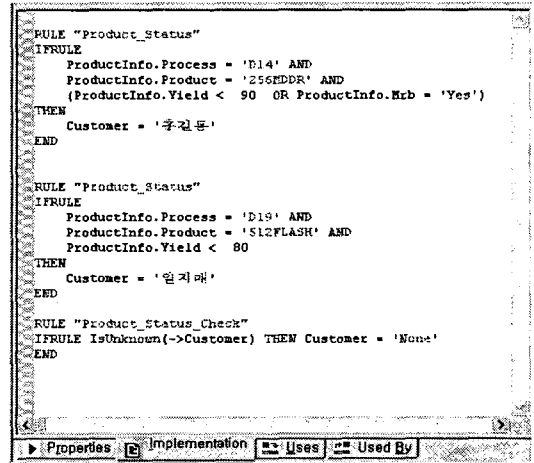 RULE "Product_Status"
IFRULE
ProductInfo.Process = 'D14' AND
ProductInfo.Product = '256MDDR' AND
(ProductInfo.Yield < 90 OR ProductInfo.Mrb = 'Yes')
THEN
Customer = '홍길동'
END
RULE "Product_Status"
IFRULE
ProductInfo.Process = 'D19' AND
ProductInfo.Product = '512FLASH' AND
ProductInfo.Yield < 80
THEN
Customer = '일지매'
END
RULE "Product_Status_Check"
IFRULE IsUnknown(->Customer) THEN Customer = 'None'
END
Properties Implementation Uses Used By